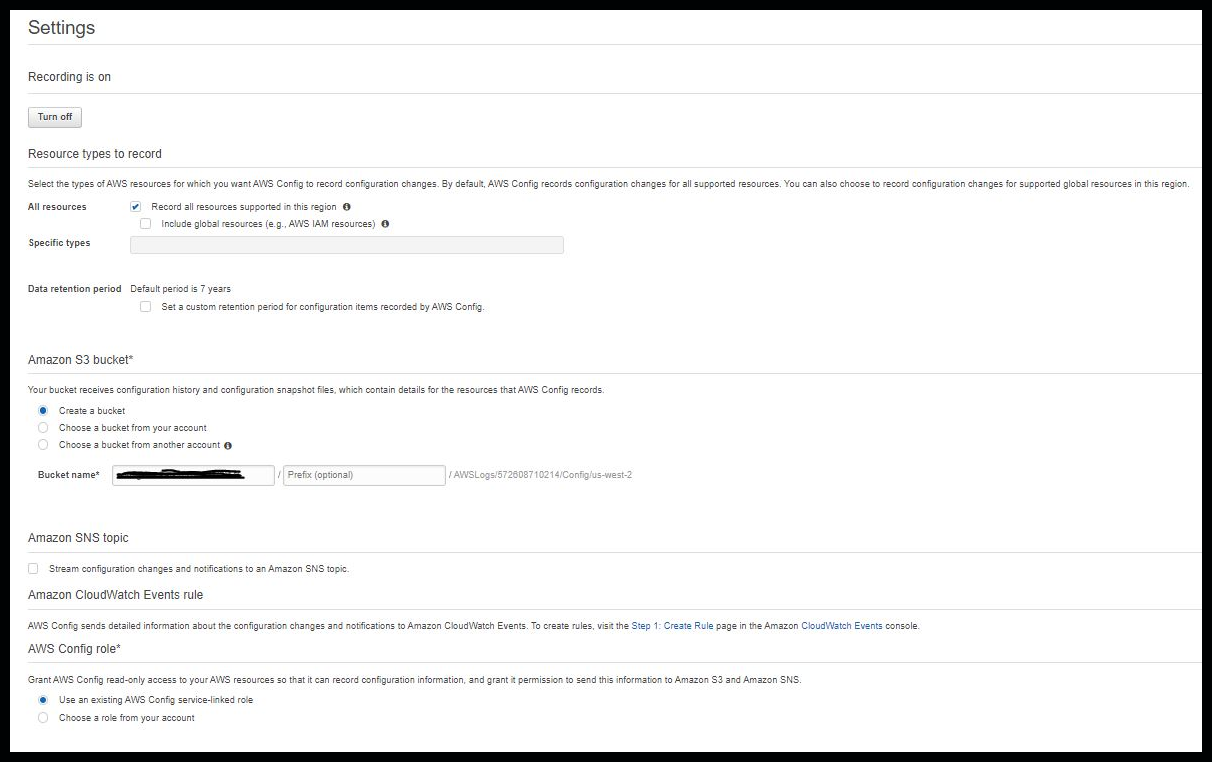 Settings
Recording is on
Turn off
Resource types to record
Select the types of AWS resources for which you want AWS Config to record configuration changes. By default, AWS Config records configuration changes for all supported resources. You can also choose to record configuration changes for supported global resources in this region.
All resources Record all resources supported in this region
Include global resources (e.g., AWS IAM resources)
Specific types
Data retention period Default period is 7 years
Set a custom retention period for configuration items recorded by AWS Config.
Amazon S3 bucket*
Your bucket receives configuration history and configuration snapshot files, which contain details for the resources that AWS Config records.
Create a bucket
Choose a bucket from your account
Choose a bucket from another account
Bucket name* / Prefix (optional) / AWSLogs/572608710214/Config/us-west-2
Amazon SNS topic
Stream configuration changes and notifications to an Amazon SNS topic.
Amazon CloudWatch Events rule
AWS Config sends detailed information about the configuration changes and notifications to Amazon CloudWatch Events. To create rules, visit the Step 1: Create Rule page in the Amazon CloudWatch Events console.
AWS Config role*
Grant AWS Config read-only access to your AWS resources so that it can record configuration information, and grant it permission to send this information to Amazon S3 and Amazon SNS.
Use an existing AWS Config service-linked role
Choose a role from your account